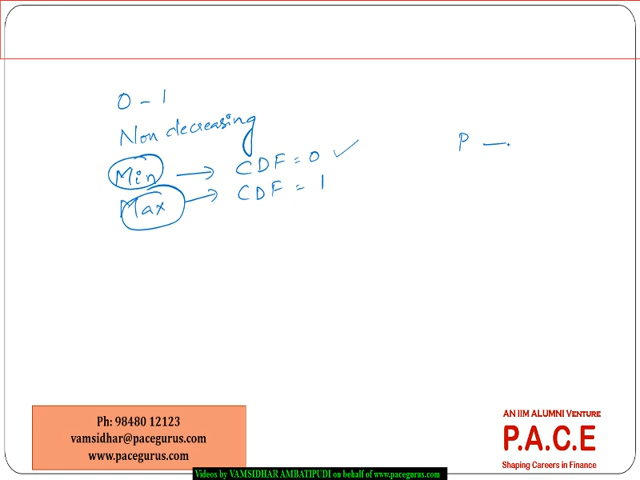 0 - 1
Non decreasing
Min → CDF = 0 ✓
Max → CDF = 1
P —
Ph: 98480 12123
vamsidhar@pacegurus.com
www.pacegurus.com
AN IIM ALUMNI VENTURE
P.A.C.E
Shaping Careers in Finance
Videos by VAMSIDHAR AMBATIPUDI on behalf of www.pacegurus.com